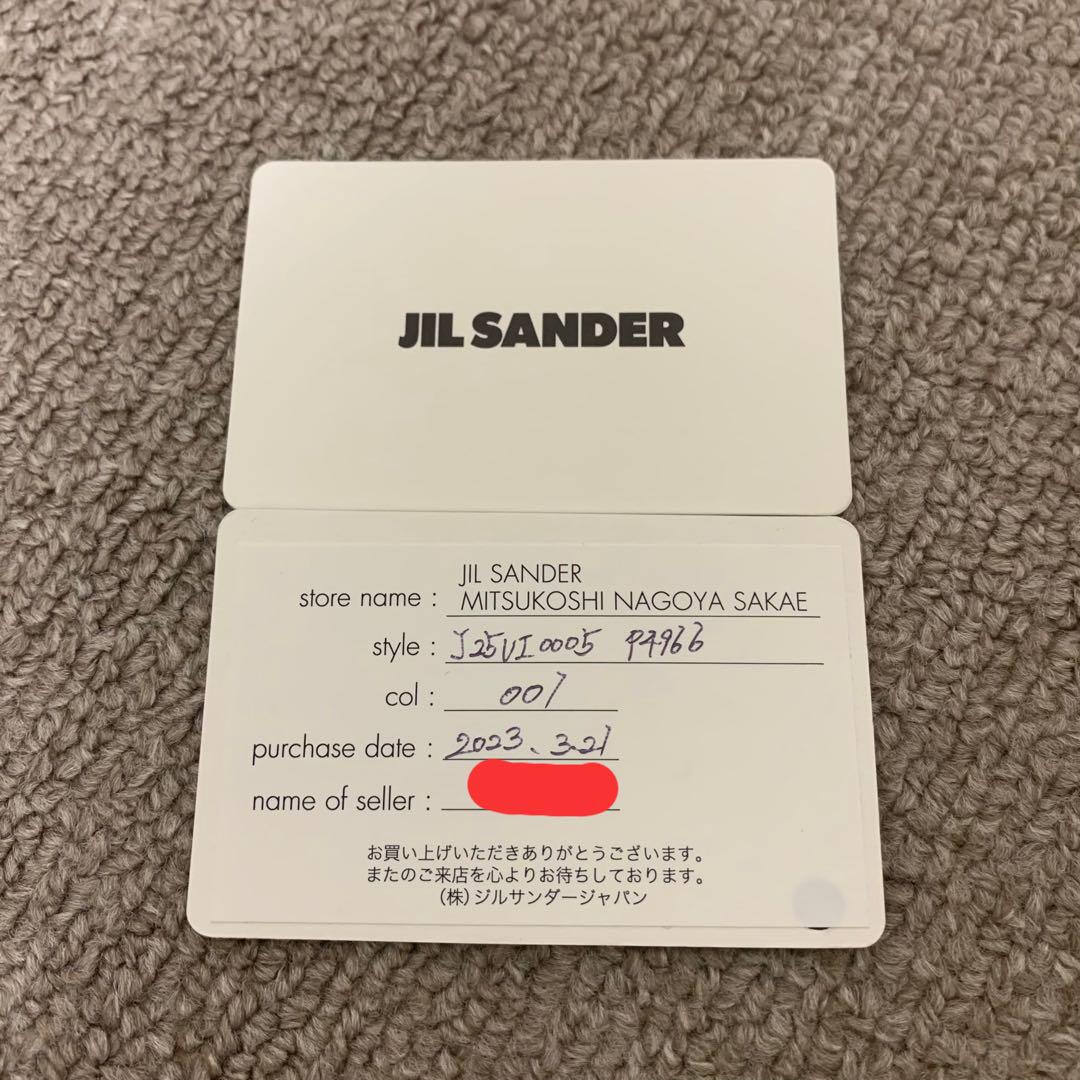 JIL SANDER
JIL SANDER
store name : MITSUKOSHI NAGOYA SAKAE
style : J25VI0005 P4966
col : 001
purchase date : 2023.3.21
name of seller :
お買い上げいただきありがとうございます。
またのご来店を心よりお待ちしております。
(株)ジルサンダージャパン